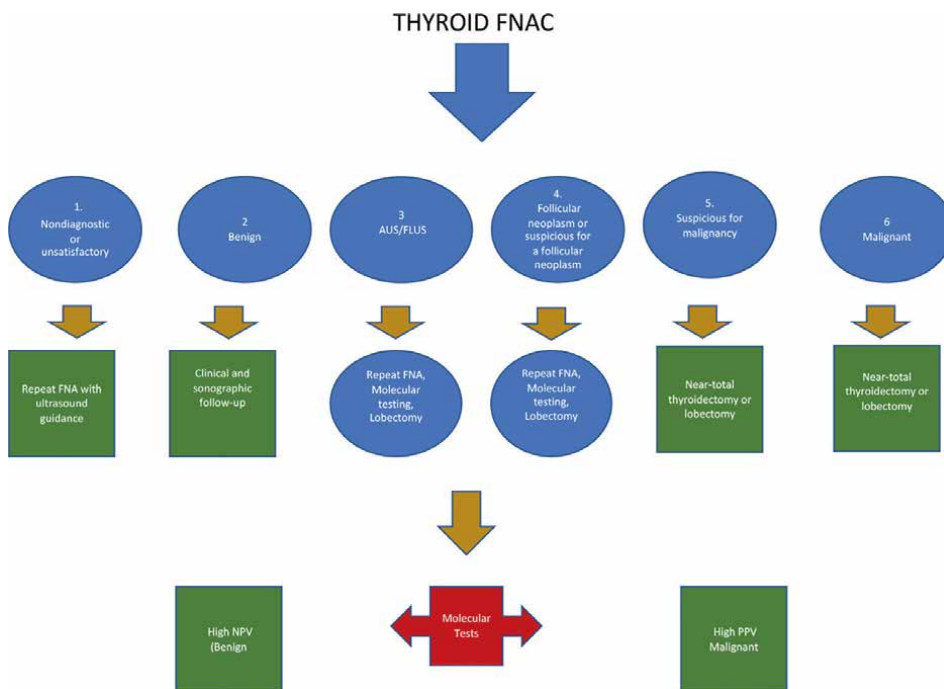 THYROID FNAC
1.
Nondiagnostic
or
unsatisfactory
2
Benign
3
AUS/FLUS
4.
Follicular
neoplasm or
suspicious for
a follicular
neoplasm
5.
Suspicious for
malignancy
6
Malignant
Repeat FNA with
ultrasound
guidance
Clinical and
sonographic
follow-up
Repeat FNA,
Molecular
testing,
Lobectomy
Repeat FNA,
Molecular
testing,
Lobectomy
Near-total
thyroidectomy or
lobectomy
Near-total
thyroidectomy or
lobectomy
High NPV
(Benign
Molecular
Tests
High PPV
Malignant